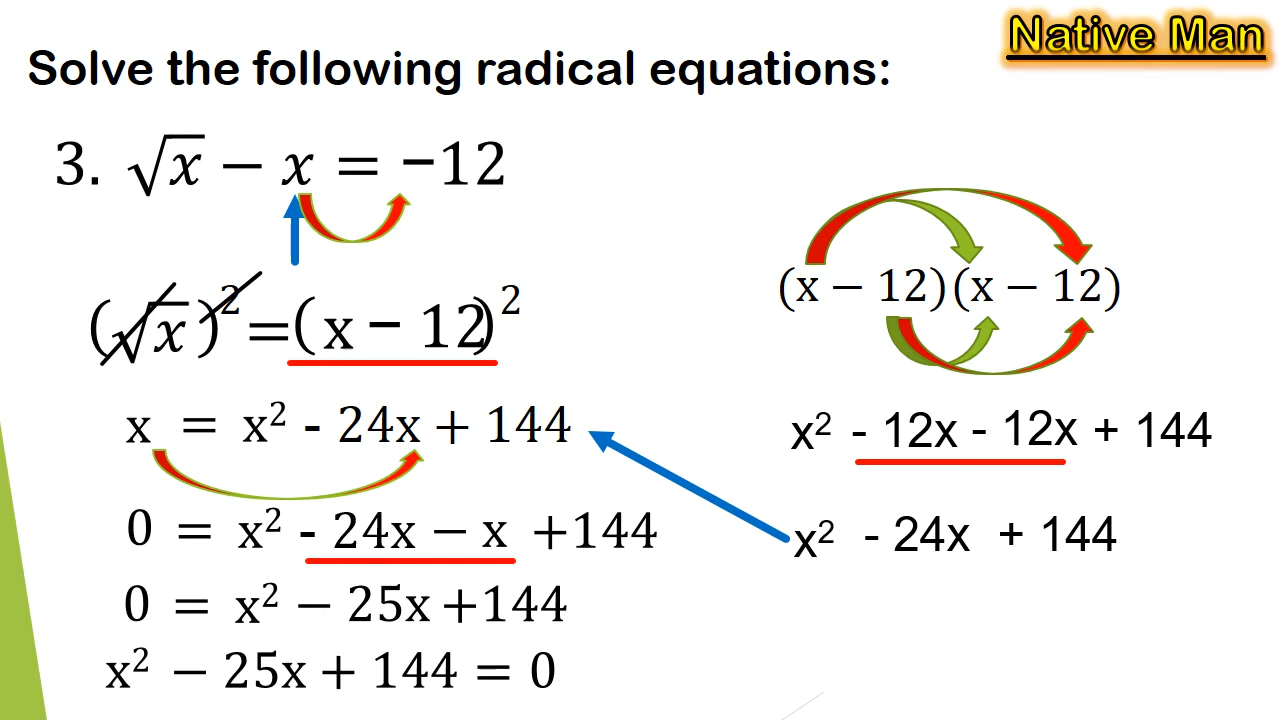 Native Man
Solve the following radical equations:
3. √x − x = −12
(√x)² = (x − 12)²
x = x² - 24x + 144
0 = x² - 24x − x + 144
0 = x² − 25x + 144
x² − 25x + 144 = 0
(x − 12)(x − 12)
x² - 12x - 12x + 144
x² - 24x + 144